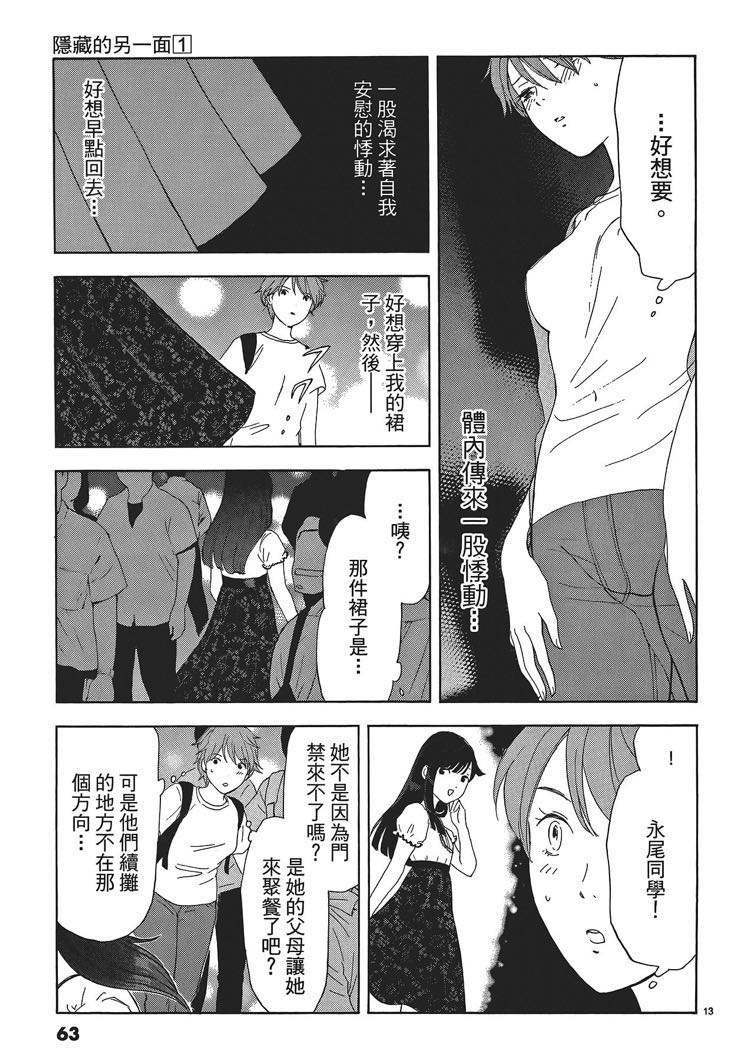 隱藏的另一面1
…好想要。
體內傳來一股悸動…
一股渴求著自我
安慰的悸動…
好想早點回去…
好想穿上我的裙
子，然後——
…咦？
那件裙子是…
！
永尾同學！
她不是因為門
禁來不了嗎？
是她的父母讓她
來聚餐了吧？
可是他們續攤
的地方不在那
個方向…
13
63